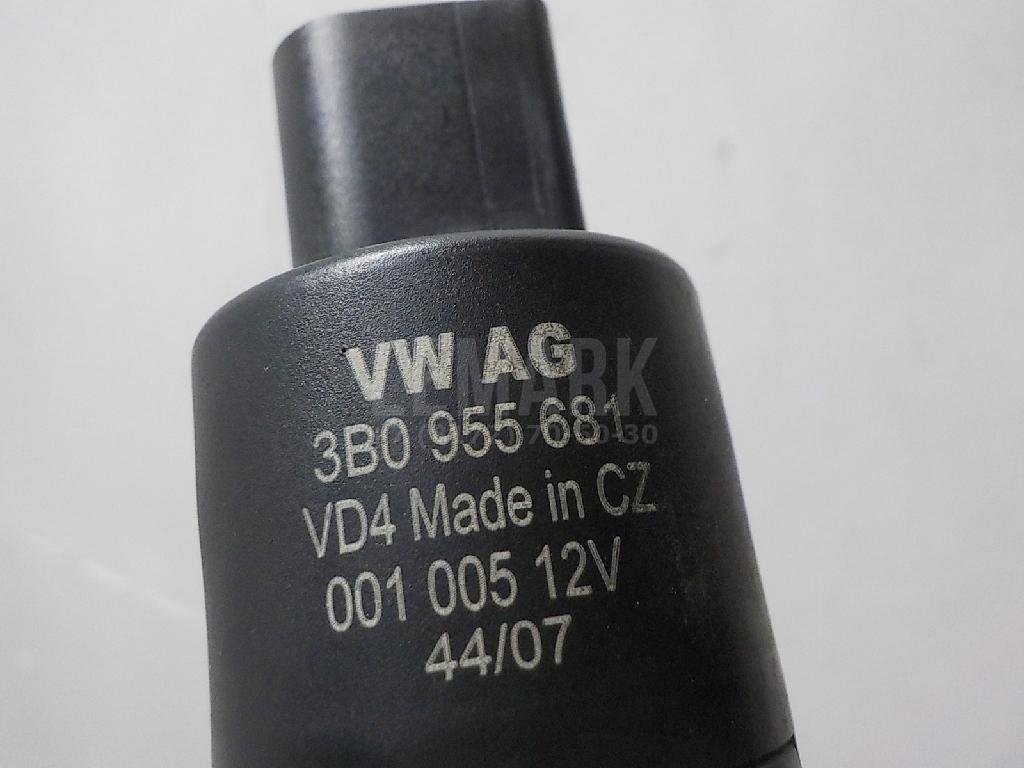 VW AG
3B0 955 681
VD4 Made in CZ
001 005 12V
44/07